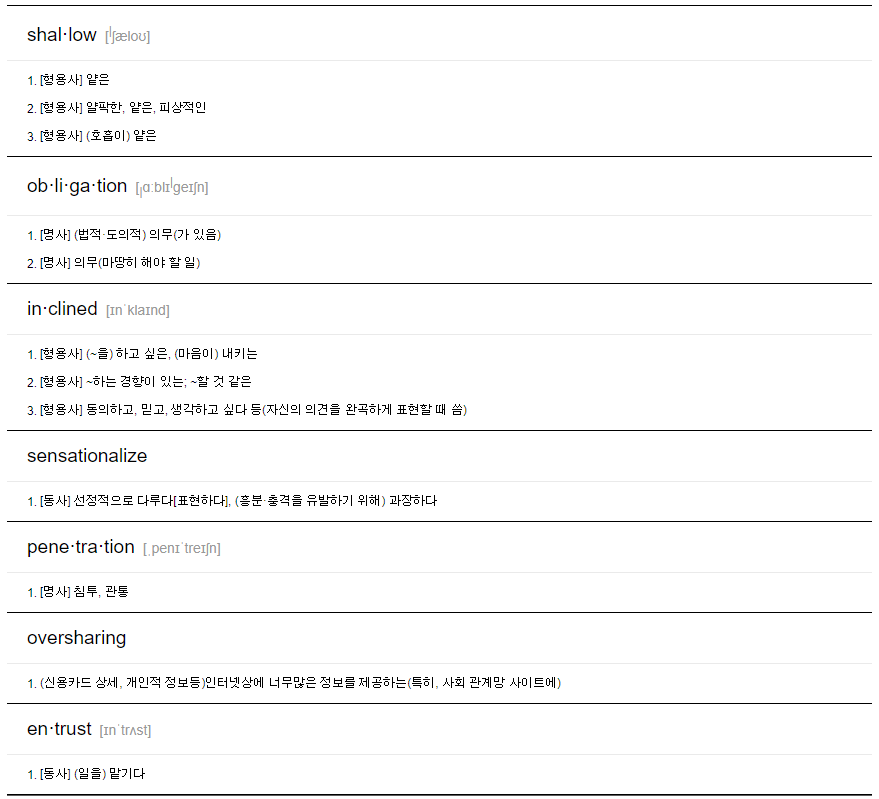 shal·low [ˈʃæloʊ]
1. [형용사] 얕은
2. [형용사] 얄팍한, 얕은, 피상적인
3. [형용사] (호흡이) 얕은
ob·li·ga·tion [ˌɑːblɪˈɡeɪʃn]
1. [명사] (법적·도의적) 의무(가 있음)
2. [명사] 의무(마땅히 해야 할 일)
in·clined [ɪnˈklaɪnd]
1. [형용사] (~을) 하고 싶은, (마음이) 내키는
2. [형용사] ~하는 경향이 있는; ~할 것 같은
3. [형용사] 동의하고, 믿고, 생각하고 싶다 등(자신의 의견을 완곡하게 표현할 때 씀)
sensationalize
1. [동사] 선정적으로 다루다[표현하다], (흥분·충격을 유발하기 위해) 과장하다
pene·tra·tion [ˌpenɪˈtreɪʃn]
1. [명사] 침투, 관통
oversharing
1. (신용카드 상세, 개인적 정보등)인터넷상에 너무많은 정보를 제공하는(특히, 사회 관계망 사이트에)
en·trust [ɪnˈtrʌst]
1. [동사] (일을) 맡기다